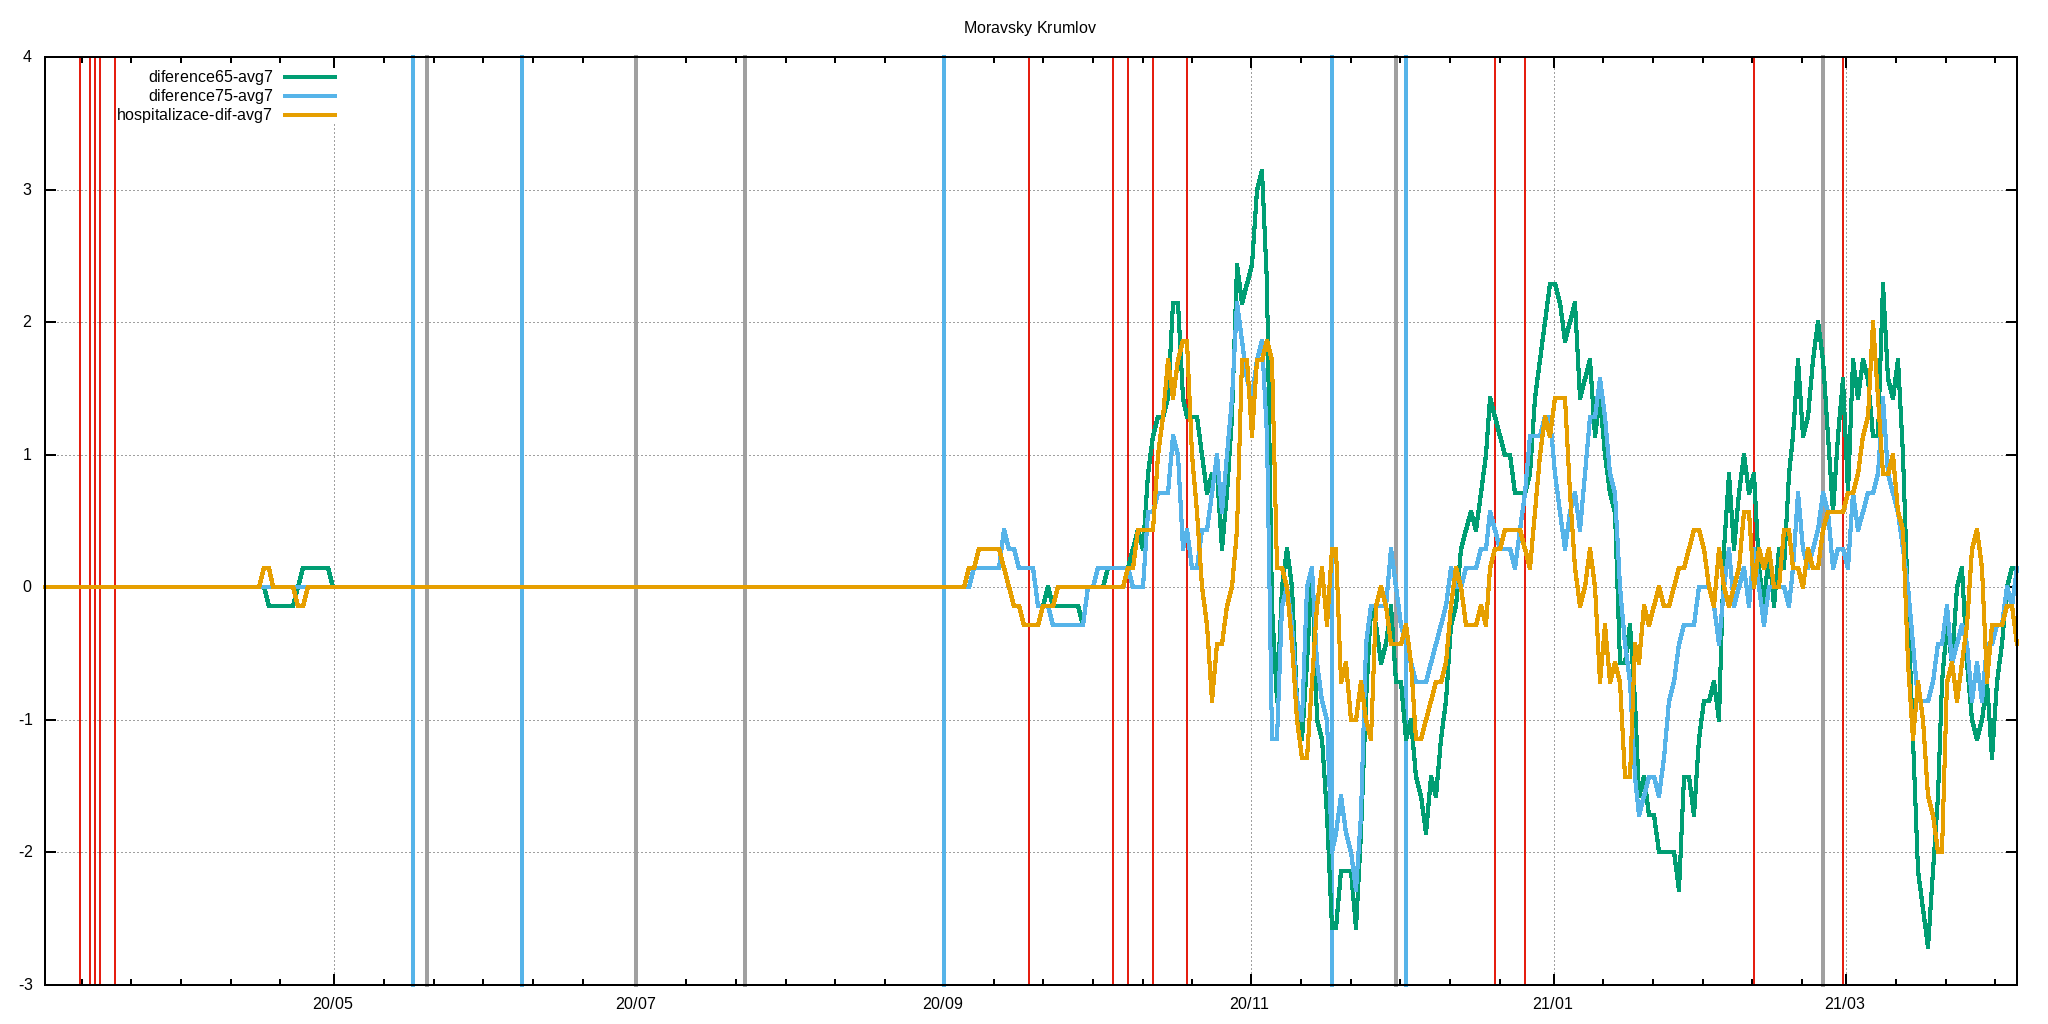 Moravsky Krumlov
4
diference65-avg7
diference75-avg7
hospitalizace-dif-avg7
3
2
1
0
-1
-2
-3
20/05 20/07 20/09 20/11 21/01 21/03